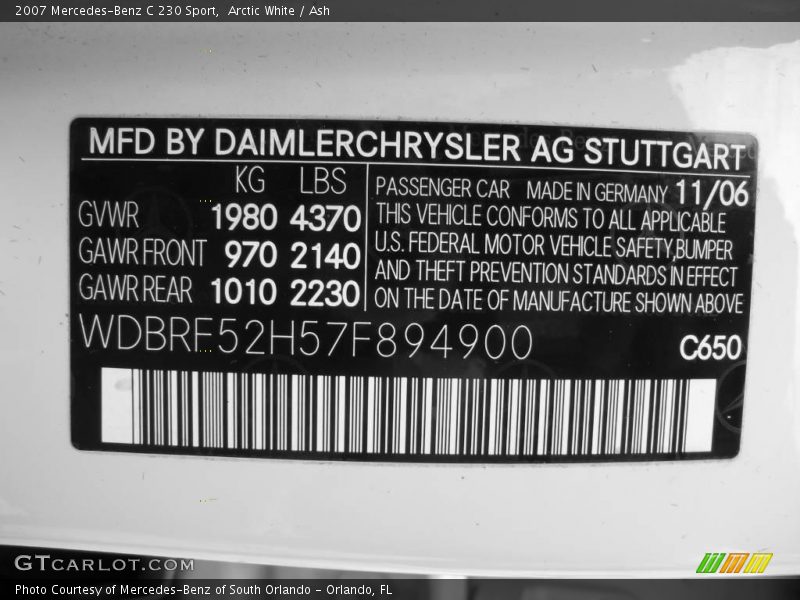 2007 Mercedes-Benz C 230 Sport,  Arctic White / Ash
MFD BY DAIMLERCHRYSLER AG STUTTGART
KG LBS
GVWR 1980 4370
GAWR FRONT 970 2140
GAWR REAR 1010 2230
PASSENGER CAR MADE IN GERMANY 11/06
THIS VEHICLE CONFORMS TO ALL APPLICABLE
U.S. FEDERAL MOTOR VEHICLE SAFETY,BUMPER
AND THEFT PREVENTION STANDARDS IN EFFECT
ON THE DATE OF MANUFACTURE SHOWN ABOVE
WDBRF52H57F894900
C650
GTCARLOT.COM
Photo Courtesy of Mercedes-Benz of South Orlando - Orlando, FL